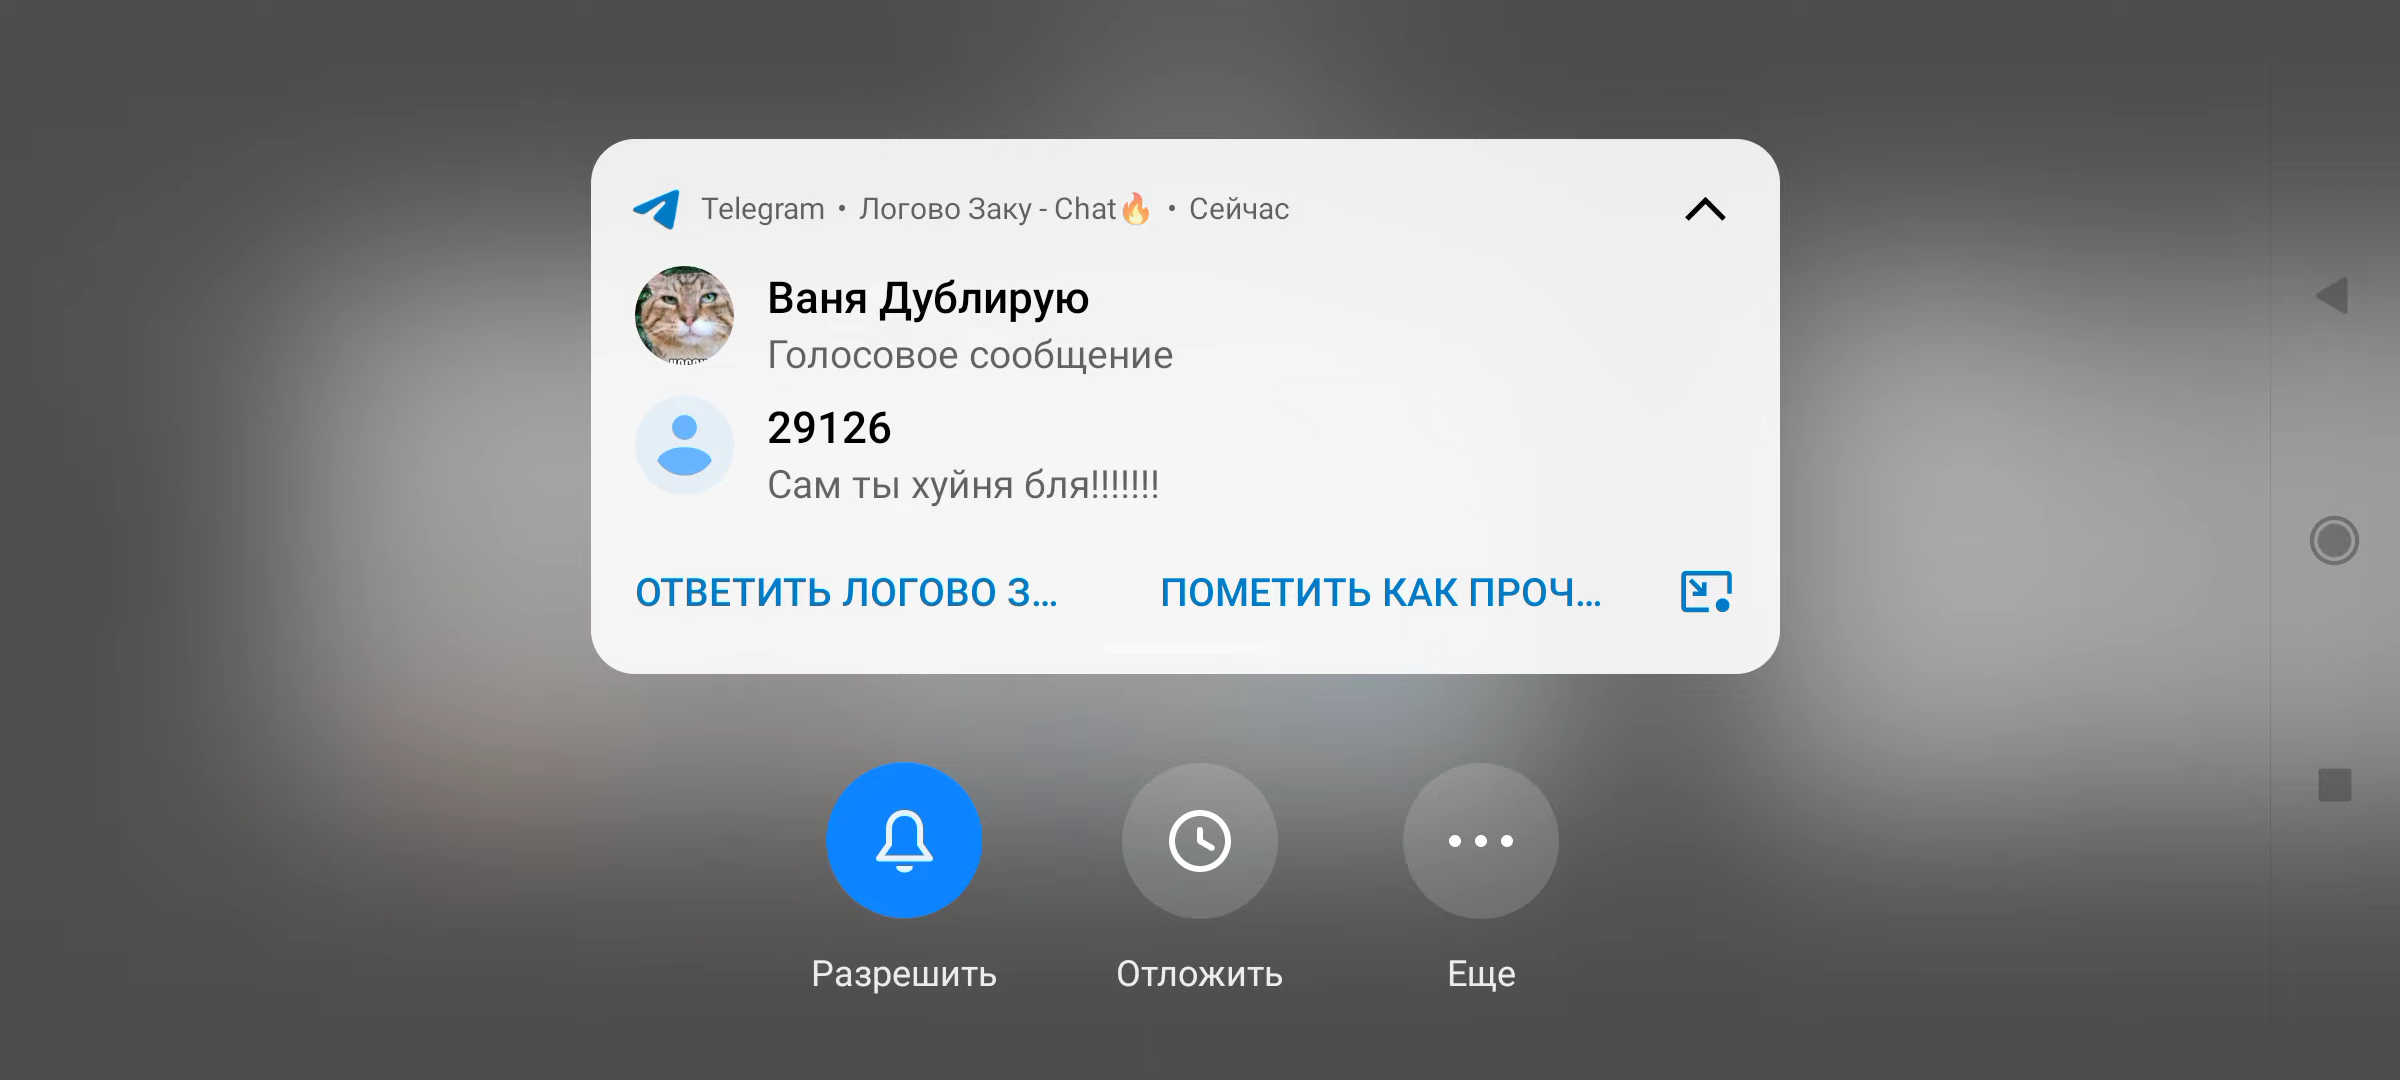 Telegram • Логово Заку - Chat🔥 • Сейчас
Ваня Дублирую
Голосовое сообщение
29126
Сам ты хуйня бля!!!!!!!
ОТВЕТИТЬ ЛОГОВО З... ПОМЕТИТЬ КАК ПРОЧ...
Разрешить Отложить Еще